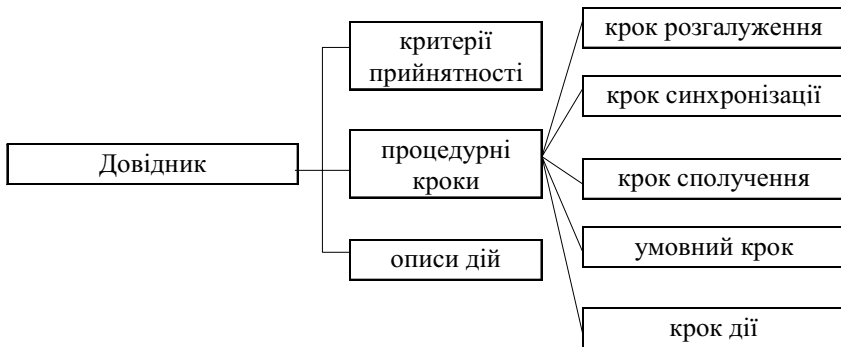 Довідник
критерії
прийнятності
процедурні
кроки
описи дій
крок розгалуження
крок синхронізації
крок сполучення
умовний крок
крок дії